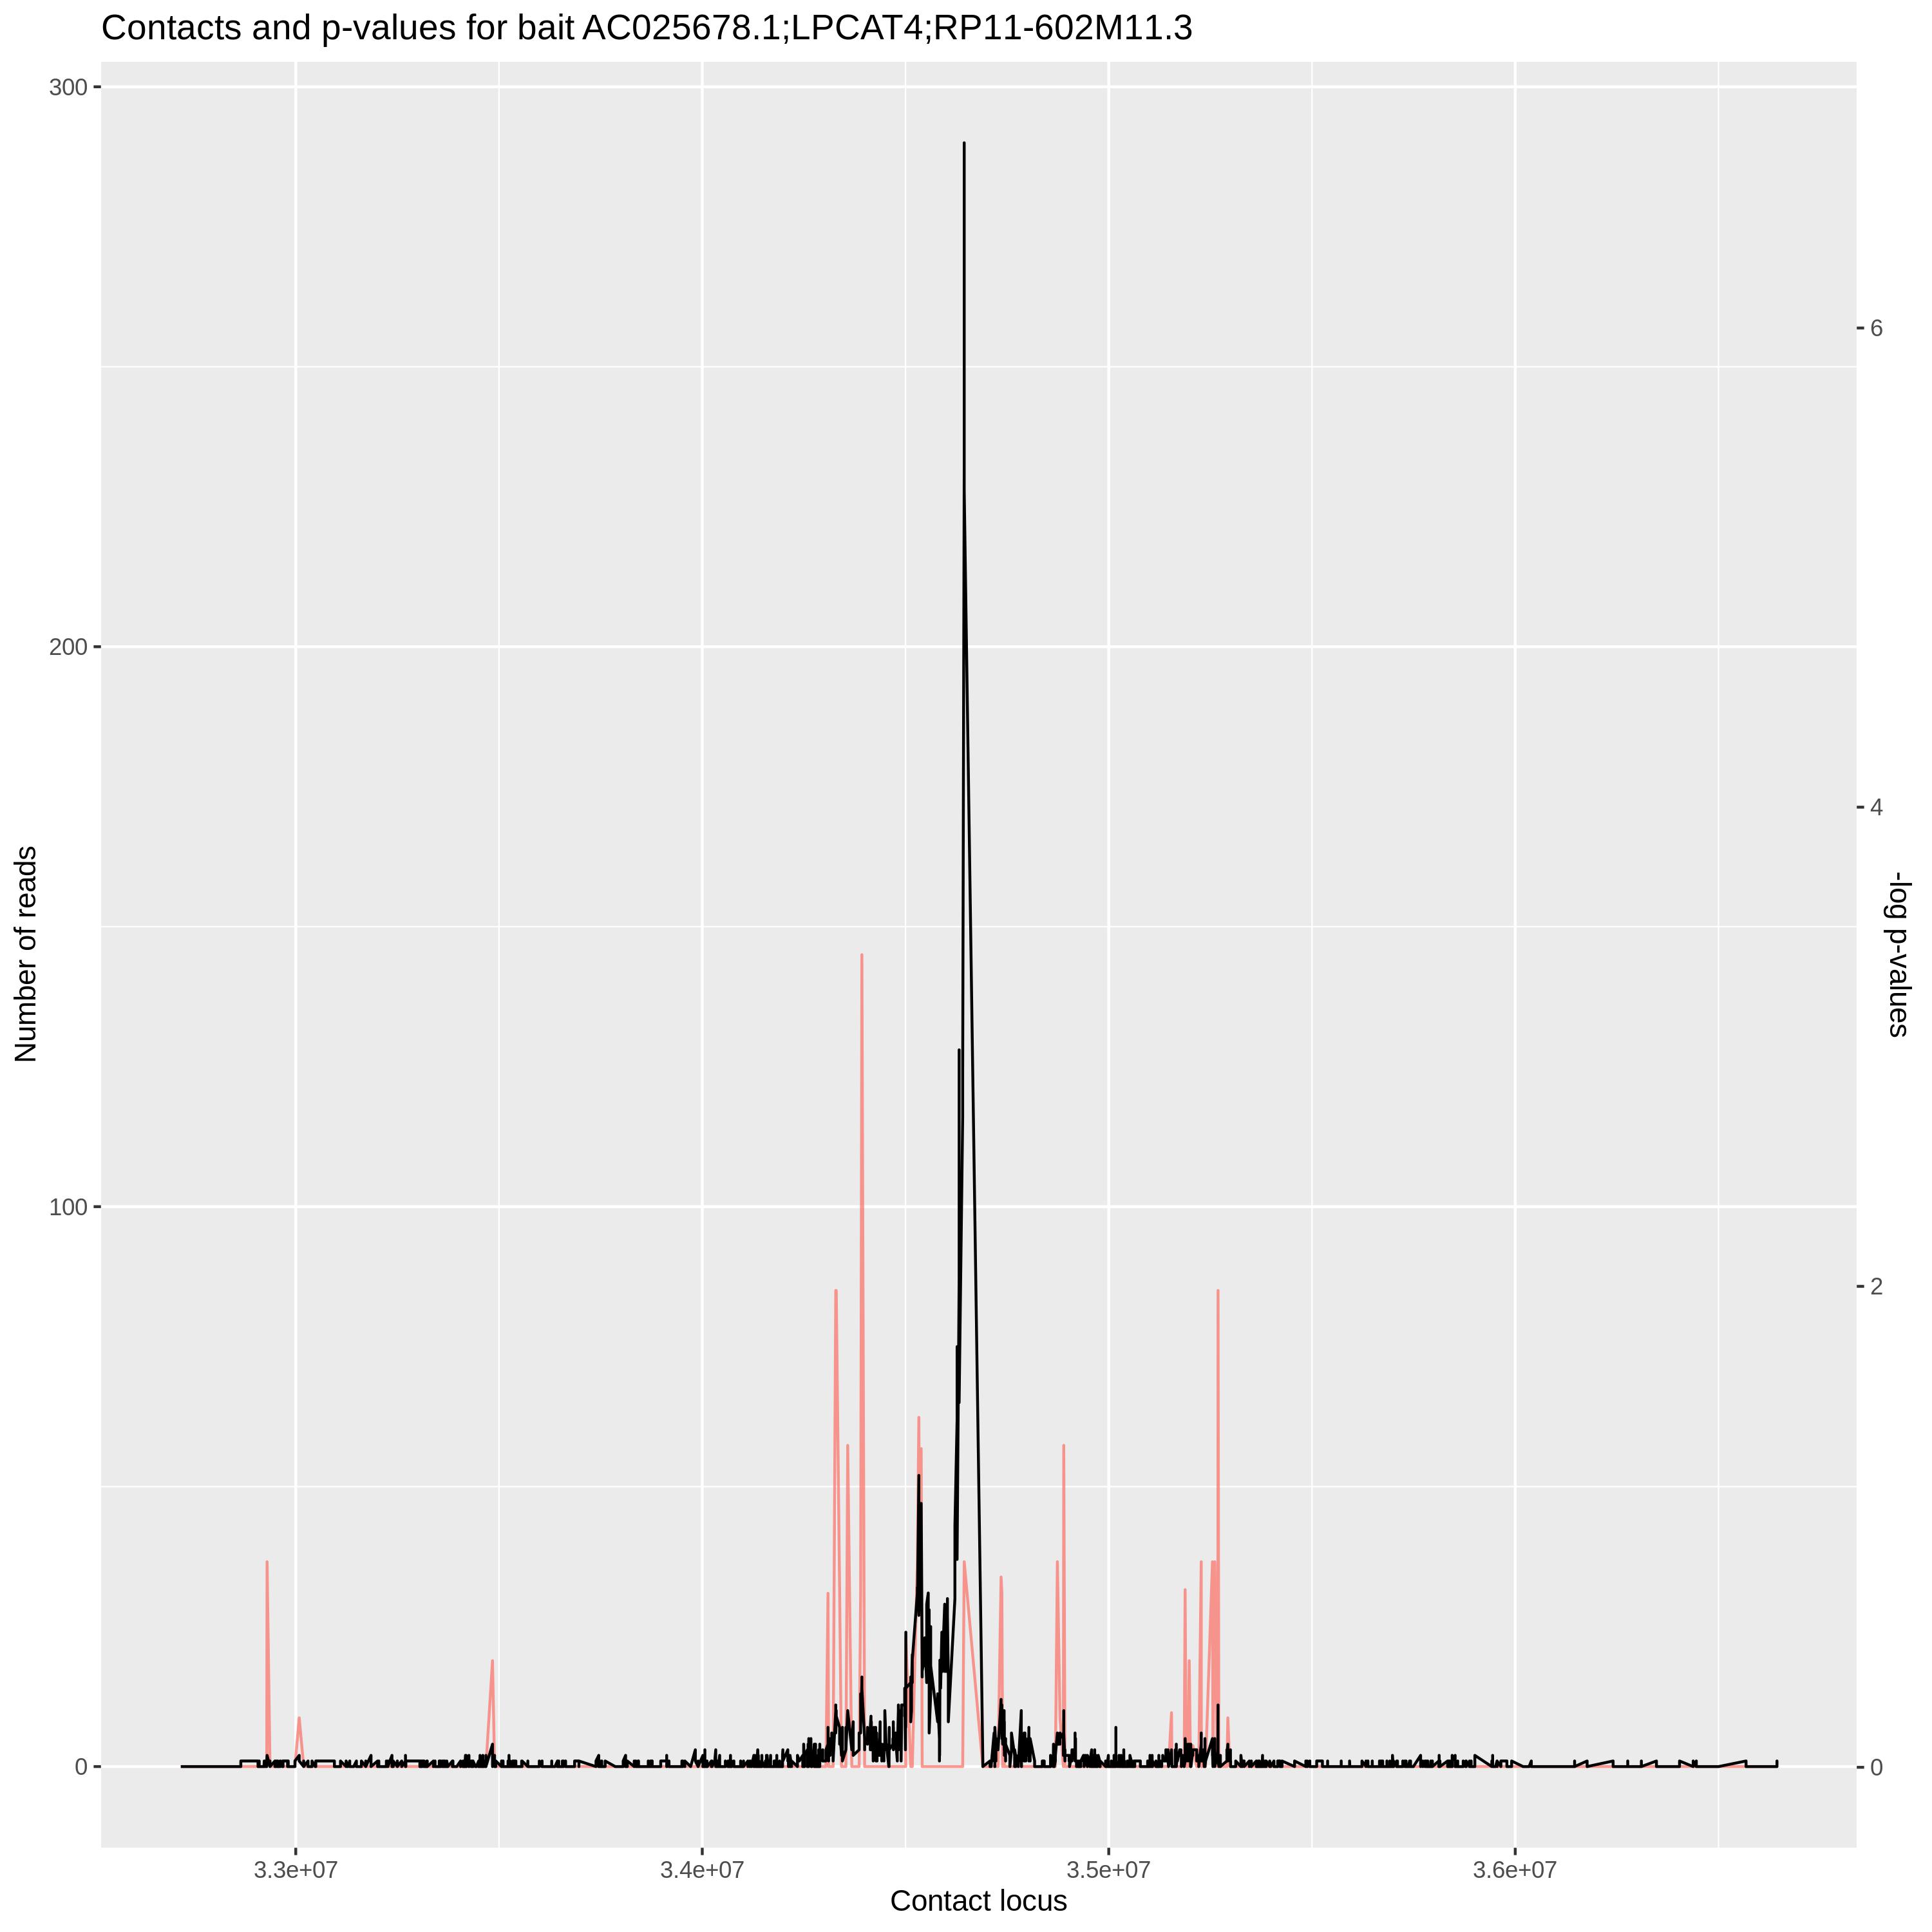 Contacts and p-values for bait AC025678.1;LPCAT4;RP11-602M11.3
300
200
100
0
Number of reads
6
4
2
0
-log p-values
3.3e+07
3.4e+07
3.5e+07
3.6e+07
Contact locus